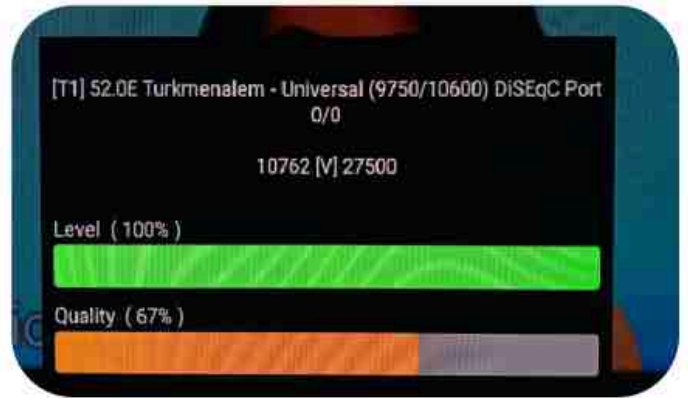 [T1] 52.0E Turkmenalem - Universal (9750/10600) DiSEqC Port
0/0
10762 [V] 27500
Level ( 100% )
Quality ( 67% )